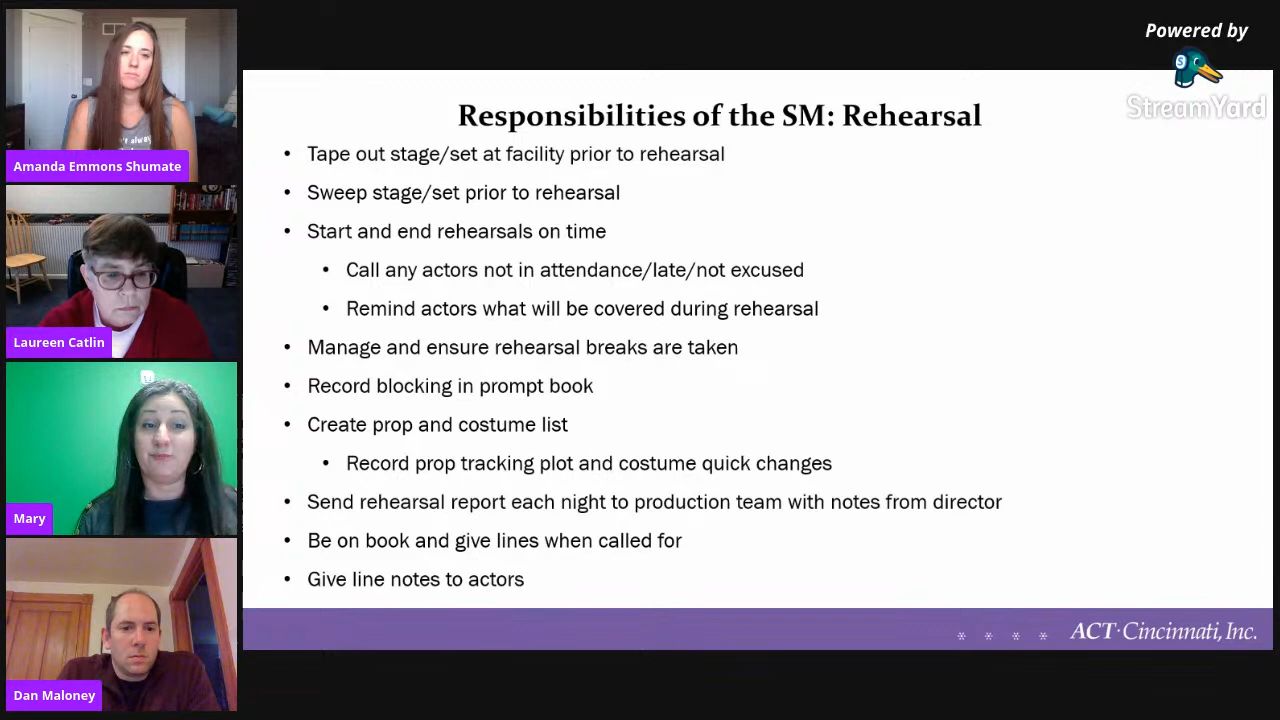 Powered by
StreamYard
Amanda Emmons Shumate
Laureen Catlin
Mary
Dan Maloney
Responsibilities of the SM: Rehearsal
• Tape out stage/set at facility prior to rehearsal
• Sweep stage/set prior to rehearsal
• Start and end rehearsals on time
• Call any actors not in attendance/late/not excused
• Remind actors what will be covered during rehearsal
• Manage and ensure rehearsal breaks are taken
• Record blocking in prompt book
• Create prop and costume list
• Record prop tracking plot and costume quick changes
• Send rehearsal report each night to production team with notes from director
• Be on book and give lines when called for
• Give line notes to actors
* * * * ACT·Cincinnati, Inc.